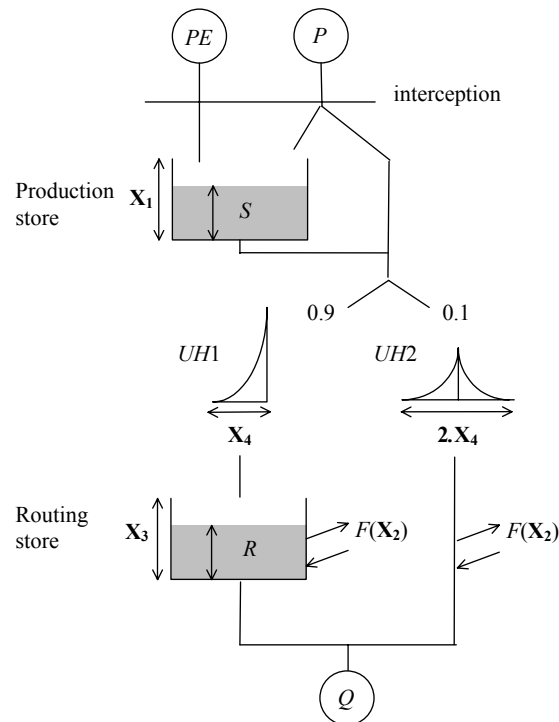 PE
P
interception
Production
store
X1
S
0.9
0.1
UH1
UH2
X4
2.X4
Routing
store
X3
R
F(X2)
F(X2)
Q